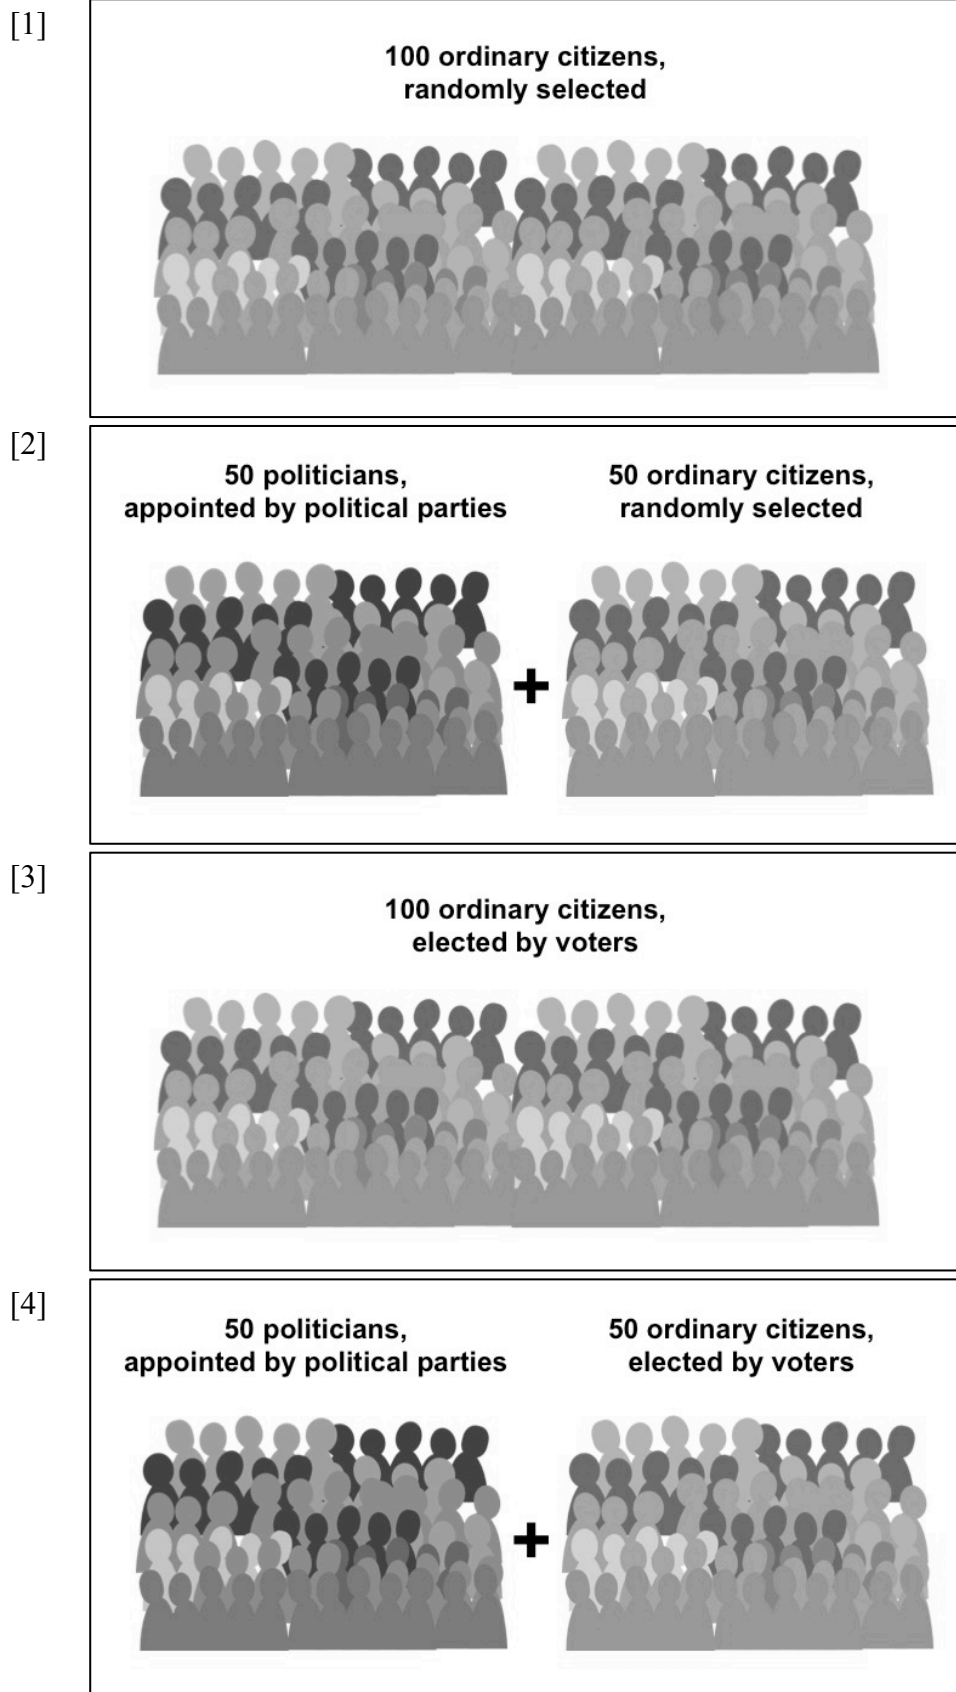 [1]
100 ordinary citizens,
randomly selected
[2]
50 politicians,
appointed by political parties
50 ordinary citizens,
randomly selected
+
[3]
100 ordinary citizens,
elected by voters
[4]
50 politicians,
appointed by political parties
50 ordinary citizens,
elected by voters
+